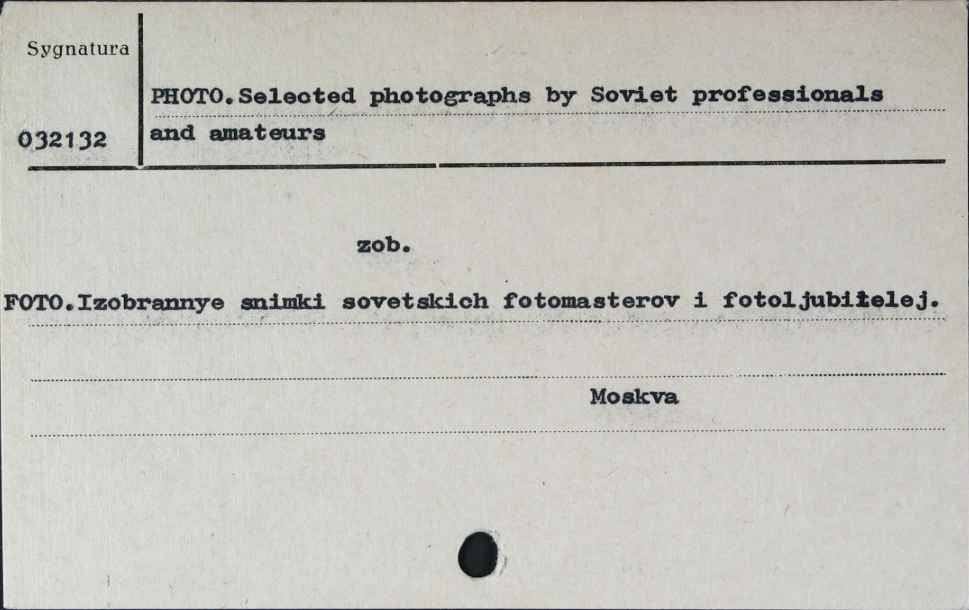 Sygnatura
PHOTO.Selected photographs by Soviet professionals
032132 and amateurs
zob.
FOTO.Izobrannye snimki sovetskich fotomasterov i fotoljubitelej.
Moskva